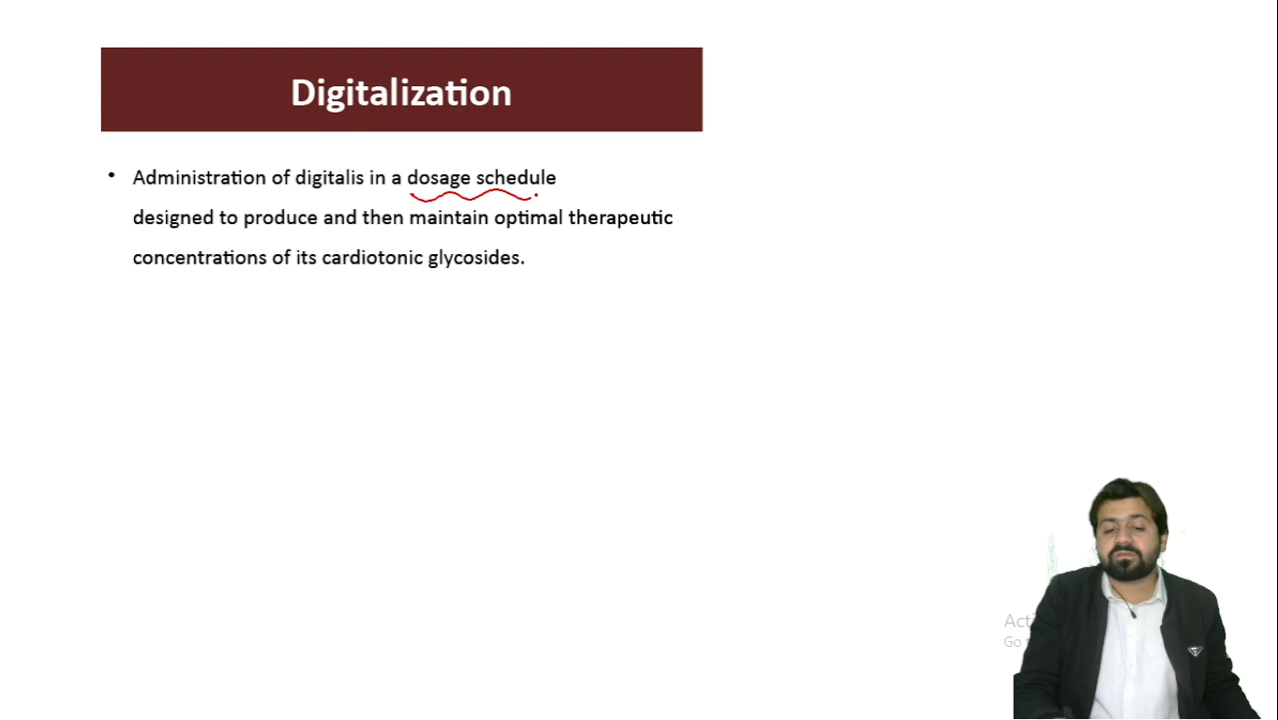 Digitalization
• Administration of digitalis in a dosage schedule
designed to produce and then maintain optimal therapeutic
concentrations of its cardiotonic glycosides.
Go